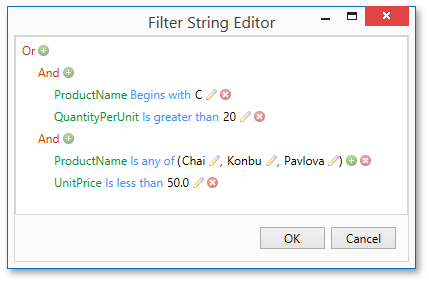 Filter String Editor
Or
And
ProductName Begins with C
QuantityPerUnit Is greater than 20
And
ProductName Is any of (Chai , Konbu , Pavlova )
UnitPrice Is less than 50.0
OK Cancel